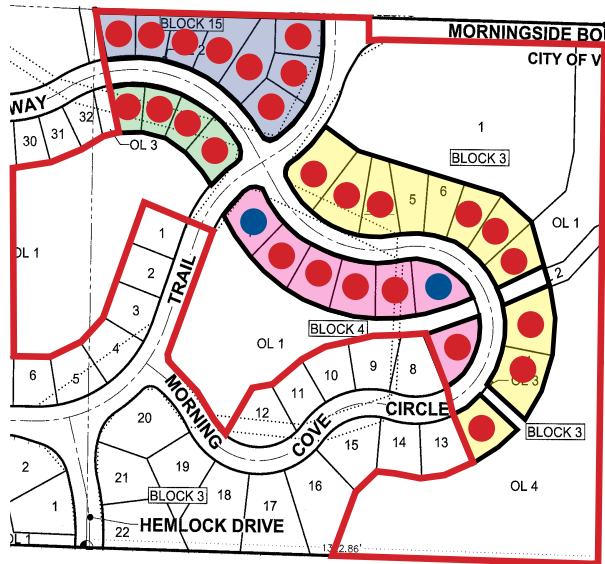 BLOCK 15
MORNINGSIDE BO
CITY OF V
2
WAY
32
31
30
OL 3
1
BLOCK 3
5
6
OL 1
OL 1
1
2
3
4
5
6
TRAIL
2
BLOCK 4
OL 1
8
9
10
11
12
MORNING
COVE
CIRCLE
OL 3
20
19
21
18
17
16
15
14
13
BLOCK 3
BLOCK 3
OL 4
2
1
22
HEMLOCK DRIVE
OL 1